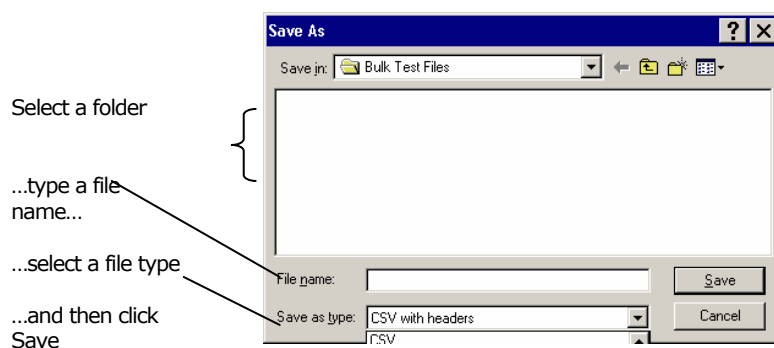 Save As
Save in: Bulk Test Files
Select a folder
...type a file
name...
...select a file type
...and then click
Save
File name:
Save
Save as type: CSV with headers
Cancel
CSV